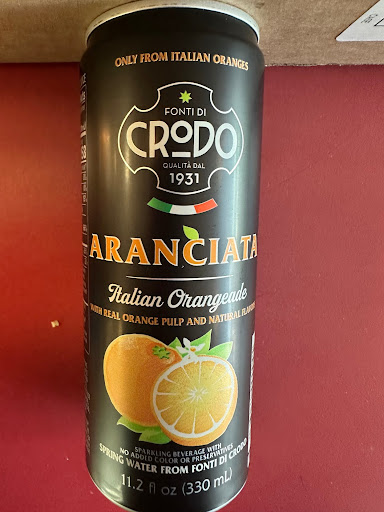 ONLY FROM ITALIAN ORANGES
FONTI DI
CRODO
QUALITÀ DAL
1931
ARANCIATA
Italian Orangeade
WITH REAL ORANGE PULP AND NATURAL FLAVORS
SPARKLING BEVERAGE WITH
NO ADDED COLOR OR PRESERVATIVES
SPRING WATER FROM FONTI DI CRODO
11.2 fl oz (330 mL)